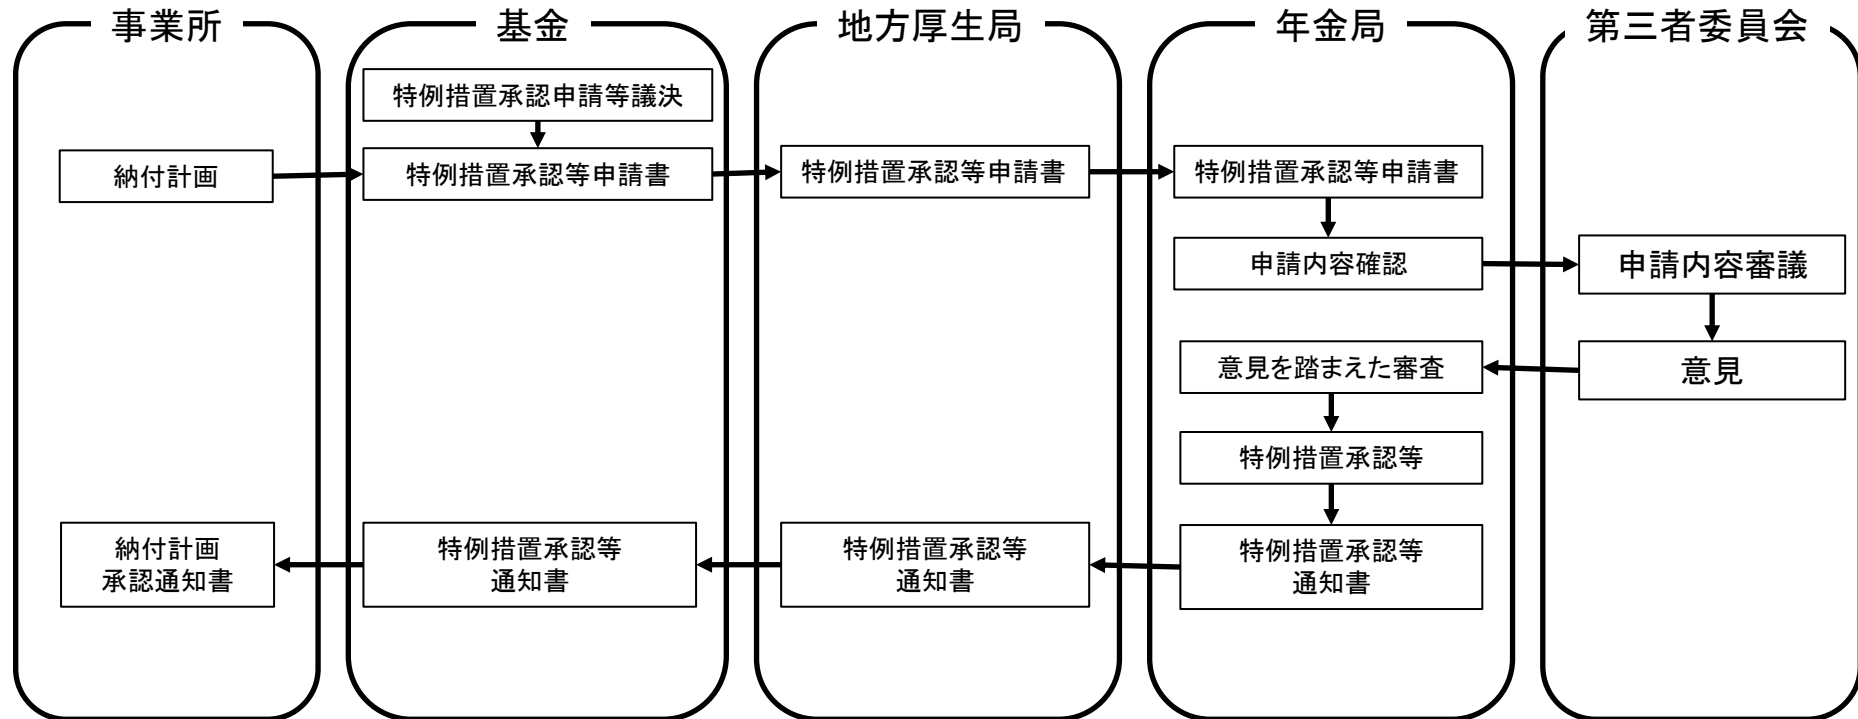 事業所
基金
地方厚生局
年金局
第三者委員会
特例措置承認申請等議決
納付計画
特例措置承認等申請書
特例措置承認等申請書
特例措置承認等申請書
申請内容確認
申請内容審議
意見を踏まえた審査
意見
特例措置承認等
納付計画
承認通知書
特例措置承認等
通知書
特例措置承認等
通知書
特例措置承認等
通知書